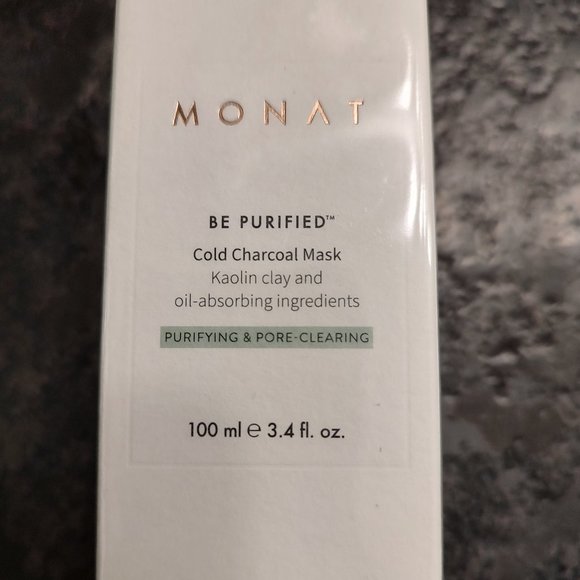 MONAT
BE PURIFIED™
Cold Charcoal Mask
Kaolin clay and
oil-absorbing ingredients
PURIFYING & PORE-CLEARING
100 ml ℮ 3.4 fl. oz.